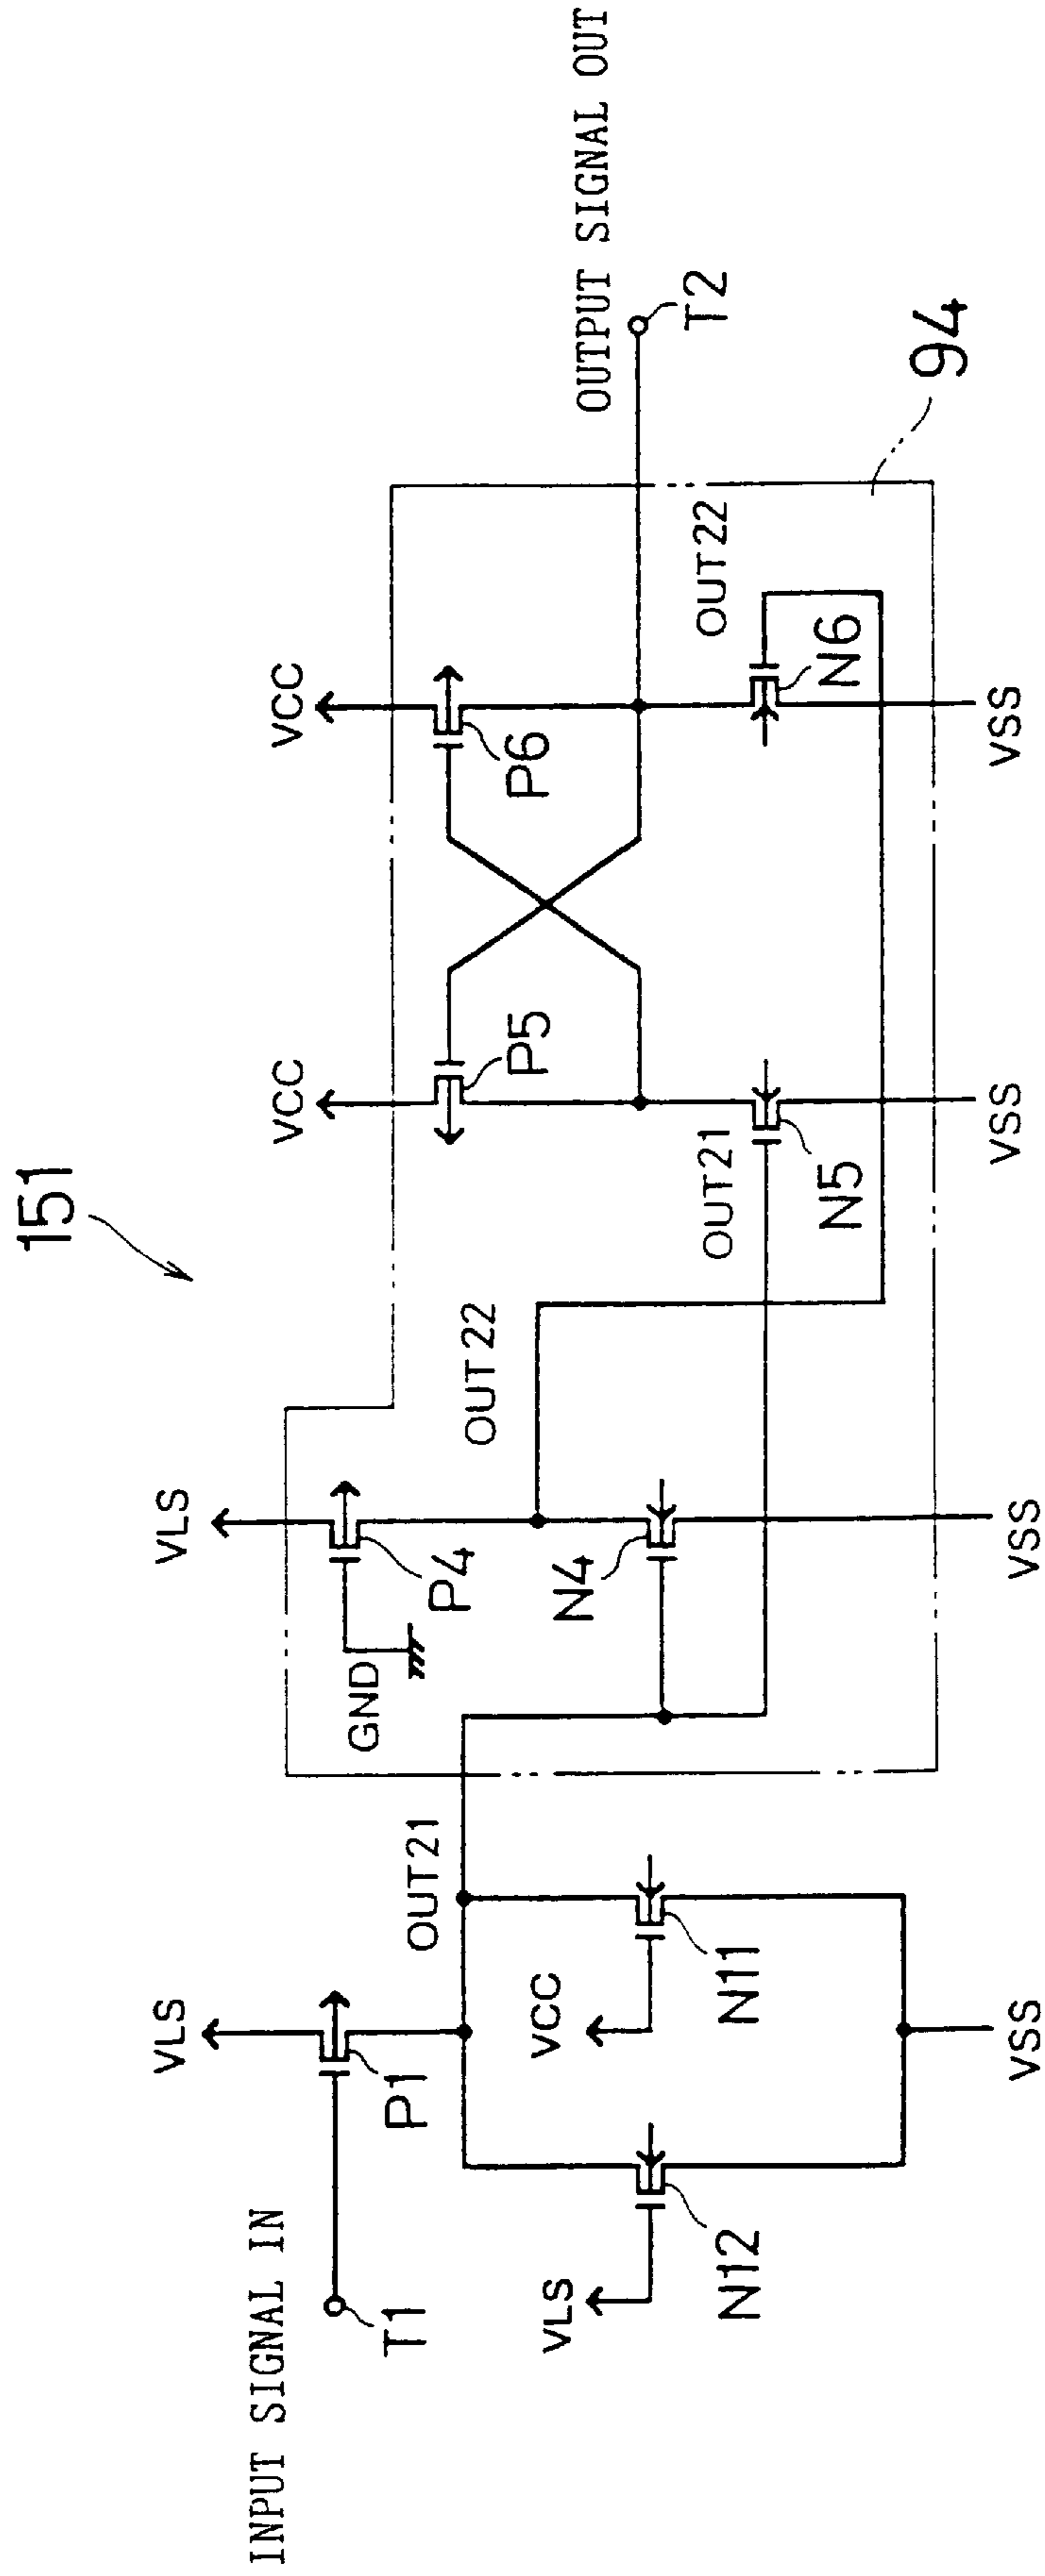 151
INPUT SIGNAL IN
T1
VLS
P1
VLS
N12
VCC
N11
VSS
OUT21
VLS
P4
GND
N4
VSS
OUT22
OUT21
VCC
P5
N5
VSS
VCC
P6
OUT22
N6
VSS
94
T2
OUTPUT SIGNAL OUT